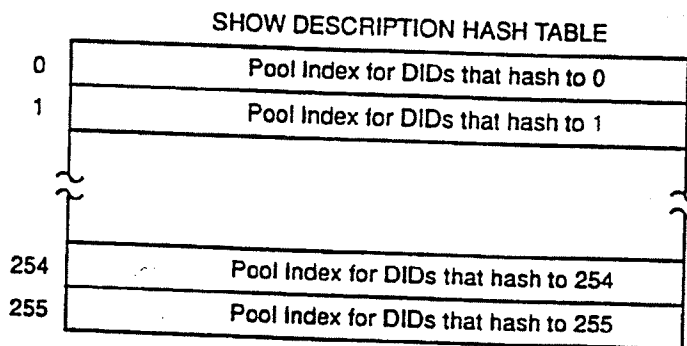 SHOW DESCRIPTION HASH TABLE
0 Pool Index for DIDs that hash to 0
1 Pool Index for DIDs that hash to 1
254 Pool Index for DIDs that hash to 254
255 Pool Index for DIDs that hash to 255